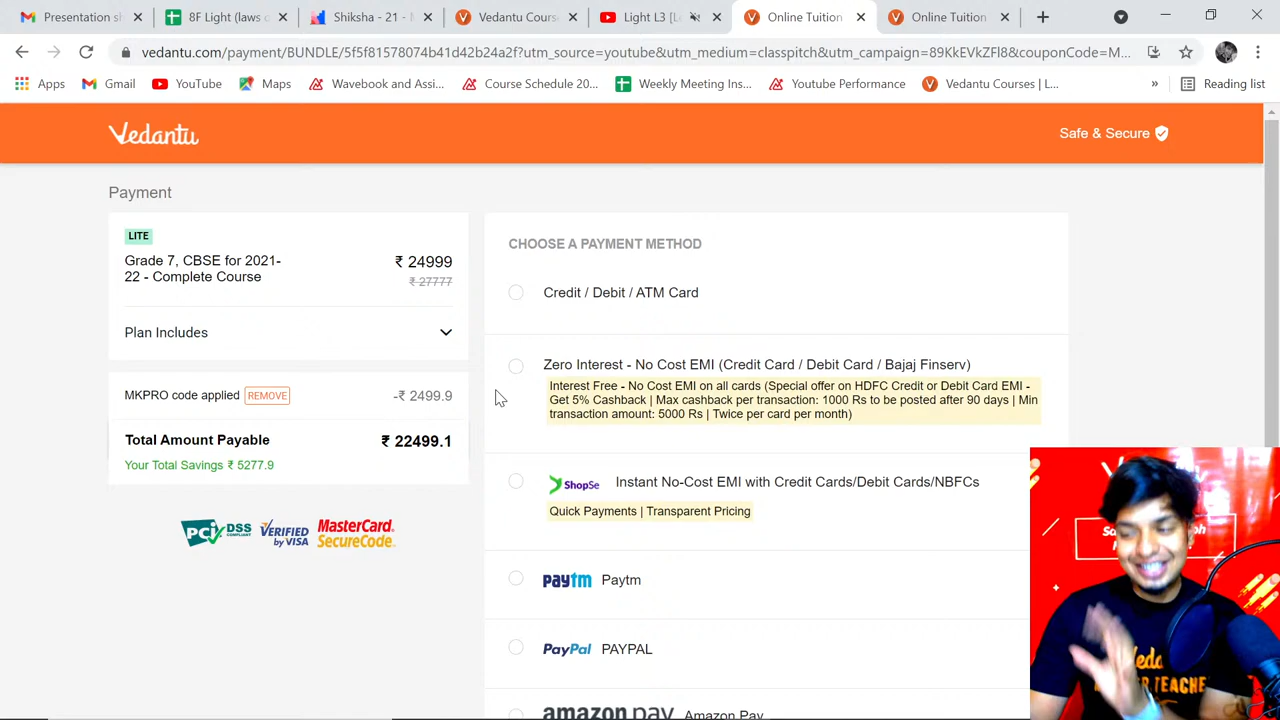 Presentation si
8F Light (laws o
Shiksha - 21 - M
Vedantu Cours
Light L3 [L
Online Tuition
Online Tuition
vedantu.com/payment/BUNDLE/5f5f81578074b41d42b24a2f?utm_source=youtube&utm_medium=classpitch&utm_campaign=89KkEVkZFl8&couponCode=M...
Apps
Gmail
YouTube
Maps
Wavebook and Assi...
Course Schedule 20...
Weekly Meeting Ins...
Youtube Performance
Vedantu Courses | L...
»
Reading list
Vedantu
Safe & Secure
Payment
LITE
Grade 7, CBSE for 2021-
22 - Complete Course
₹ 24999
₹ 27777
Plan Includes
MKPRO code applied REMOVE -₹ 2499.9
Total Amount Payable ₹ 22499.1
Your Total Savings ₹ 5277.9
PCI DSS COMPLIANT
VERIFIED by VISA
MasterCard. SecureCode.
CHOOSE A PAYMENT METHOD
Credit / Debit / ATM Card
Zero Interest - No Cost EMI (Credit Card / Debit Card / Bajaj Finserv)
Interest Free - No Cost EMI on all cards (Special offer on HDFC Credit or Debit Card EMI -
Get 5% Cashback | Max cashback per transaction: 1000 Rs to be posted after 90 days | Min
transaction amount: 5000 Rs | Twice per card per month)
ShopSe Instant No-Cost EMI with Credit Cards/Debit Cards/NBFCs
Quick Payments | Transparent Pricing
paytm Paytm
PayPal PAYPAL
amazon pay Amazon Pay